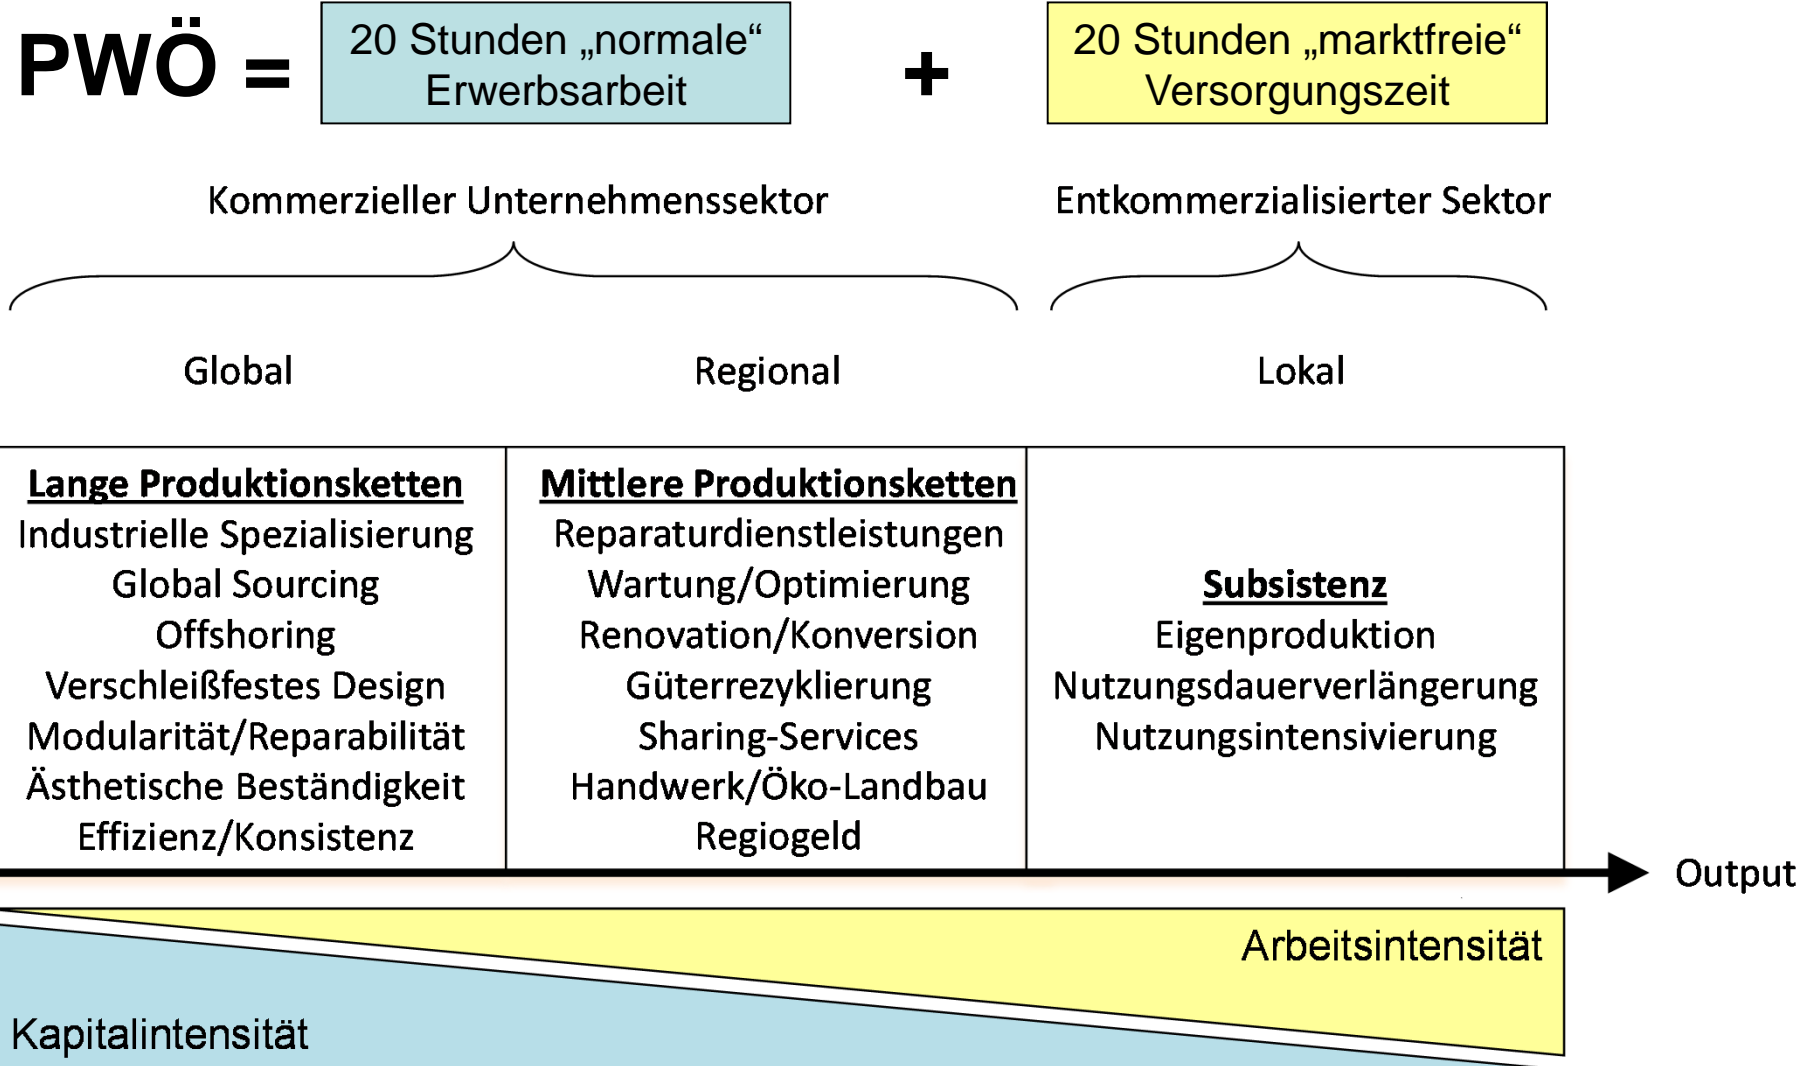 PWÖ =
20 Stunden „normale“
Erwerbsarbeit
+
20 Stunden „marktfreie“
Versorgungszeit
Kommerzieller Unternehmenssektor
Entkommerzialisierter Sektor
Global
Regional
Lokal
Lange Produktionsketten
Industrielle Spezialisierung
Global Sourcing
Offshoring
Verschleißfestes Design
Modularität/Reparabilität
Ästhetische Beständigkeit
Effizienz/Konsistenz
Mittlere Produktionsketten
Reparaturdienstleistungen
Wartung/Optimierung
Renovation/Konversion
Güterrezyklierung
Sharing-Services
Handwerk/Öko-Landbau
Regiogeld
Subsistenz
Eigenproduktion
Nutzungsdauerverlängerung
Nutzungsintensivierung
Output
Arbeitsintensität
Kapitalintensität